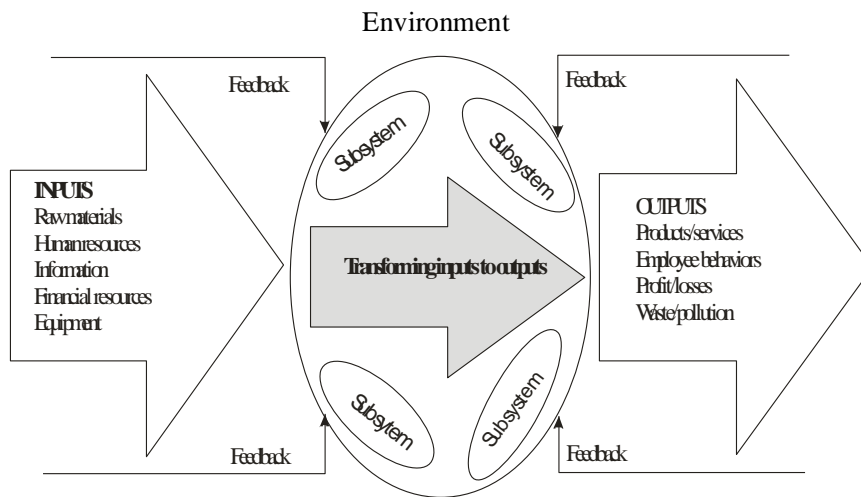 Environment
Feedback
Feedback
Subsystem
Subsystem
INPUTS
Raw materials
Human resources
Information
Financial resources
Equipment
Transforming inputs to outputs
OUTPUTS
Products/services
Employee behaviors
Profit/losses
Waste/pollution
Subsytem
Subsystem
Feedback
Feedback